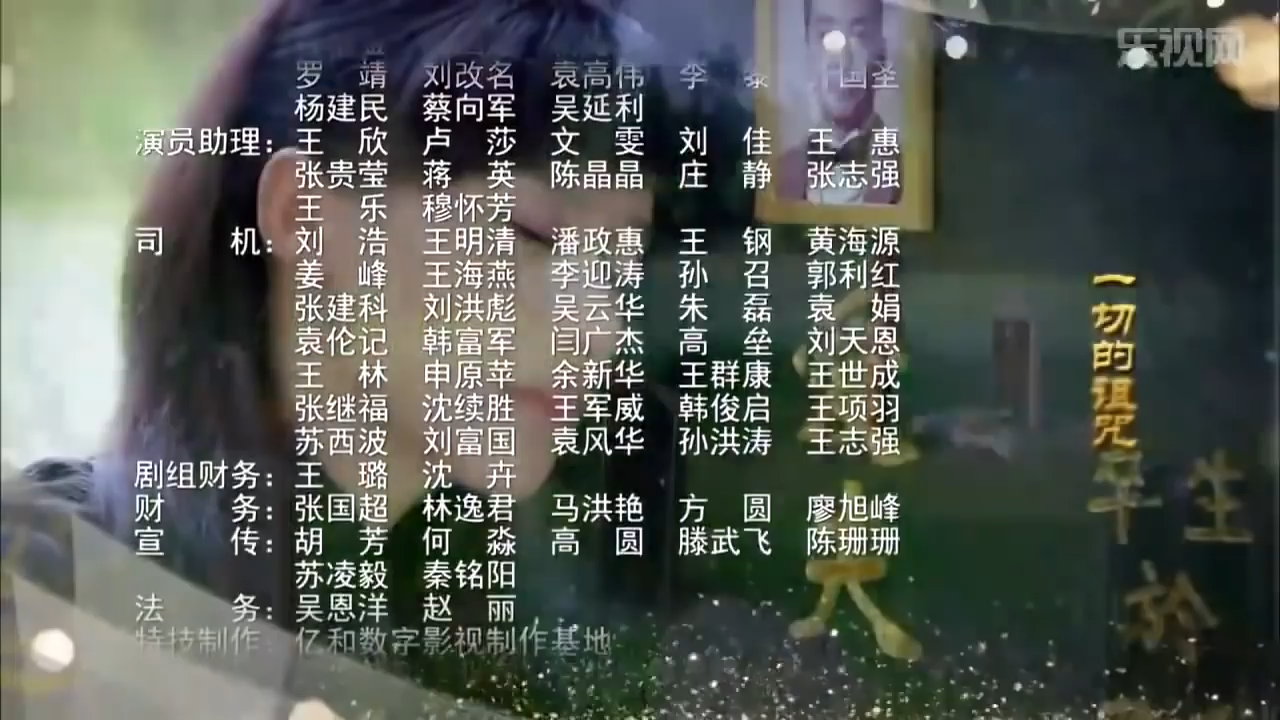 乐视网
罗靖 刘改名 袁高伟 李 国圣
杨建民 蔡向军 吴延利
演员助理：王欣 卢莎 文雯 刘佳 王惠
张贵莹 蒋英 陈晶晶 庄静 张志强
王乐 穆怀芳
司机：刘浩 王明清 潘政惠 王钢 黄海源
姜峰 王海燕 李迎涛 孙召 郭利红
张建科 刘洪彪 吴云华 朱磊 袁娟
袁伦记 韩富军 闫广杰 高垒 刘天恩
王林 申原苹 余新华 王群康 王世成
张继福 沈续胜 王军威 韩俊启 王项羽
苏西波 刘富国 袁风华 孙洪涛 王志强
剧组财务：王璐 沈卉
财务：张国超 林逸君 马洪艳 方圆 廖旭峰
宣传：胡芳 何淼 高圆 滕武飞 陈珊珊
苏凌毅 秦铭阳
法务：吴恩洋 赵丽
特技制作：亿和数字影视制作基地
一切的诅咒
生